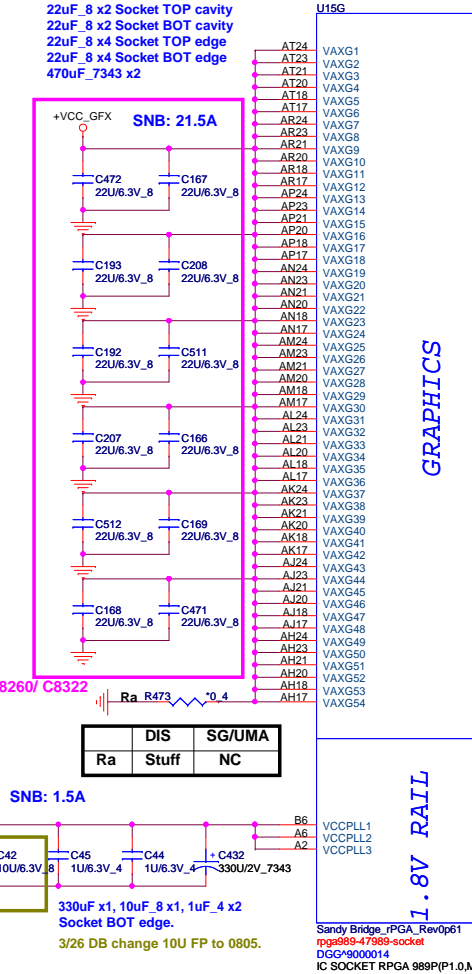 22uF_8 x2 Socket TOP cavity
22uF_8 x2 Socket BOT cavity
22uF_8 x4 Socket TOP edge
22uF_8 x4 Socket BOT edge
470uF_7343 x2
U15G
+VCC_GFX
SNB: 21.5A
C472
22U/6.3V_8
C167
22U/6.3V_8
C193
22U/6.3V_8
C208
22U/6.3V_8
C192
22U/6.3V_8
C511
22U/6.3V_8
C207
22U/6.3V_8
C166
22U/6.3V_8
C512
22U/6.3V_8
C169
22U/6.3V_8
C168
22U/6.3V_8
C471
22U/6.3V_8
8260/ C8322
AT24 VAXG1
AT23 VAXG2
AT21 VAXG3
AT20 VAXG4
AT18 VAXG5
AT17 VAXG6
AR24 VAXG7
AR23 VAXG8
AR21 VAXG9
AR20 VAXG10
AR18 VAXG11
AR17 VAXG12
AP24 VAXG13
AP23 VAXG14
AP21 VAXG15
AP20 VAXG16
AP18 VAXG17
AP17 VAXG18
AN24 VAXG19
AN23 VAXG20
AN21 VAXG21
AN20 VAXG22
AN18 VAXG23
AN17 VAXG24
AM24 VAXG25
AM23 VAXG26
AM21 VAXG27
AM20 VAXG28
AM18 VAXG29
AM17 VAXG30
AL24 VAXG31
AL23 VAXG32
AL21 VAXG33
AL20 VAXG34
AL18 VAXG35
AL17 VAXG36
AK24 VAXG37
AK23 VAXG38
AK21 VAXG39
AK20 VAXG40
AK18 VAXG41
AK17 VAXG42
AJ24 VAXG43
AJ23 VAXG44
AJ21 VAXG45
AJ20 VAXG46
AJ18 VAXG47
AJ17 VAXG48
AH24 VAXG49
AH23 VAXG50
AH21 VAXG51
AH20 VAXG52
AH18 VAXG53
AH17 VAXG54
GRAPHICS
Ra R473 *0_4
DIS SG/UMA
Ra Stuff NC
SNB: 1.5A
C42
10U/6.3V_8
C45
1U/6.3V_4
C44
1U/6.3V_4
+ C432
330U/2V_7343
B6 VCCPLL1
A6 VCCPLL2
A2 VCCPLL3
1.8V RAIL
330uF x1, 10uF_8 x1, 1uF_4 x2
Socket BOT edge.
3/26 DB change 10U FP to 0805.
Sandy Bridge_rPGA_Rev0p61
rpga989-47989-socket
DGG^9000014
IC SOCKET RPGA 989P(P1.0,M